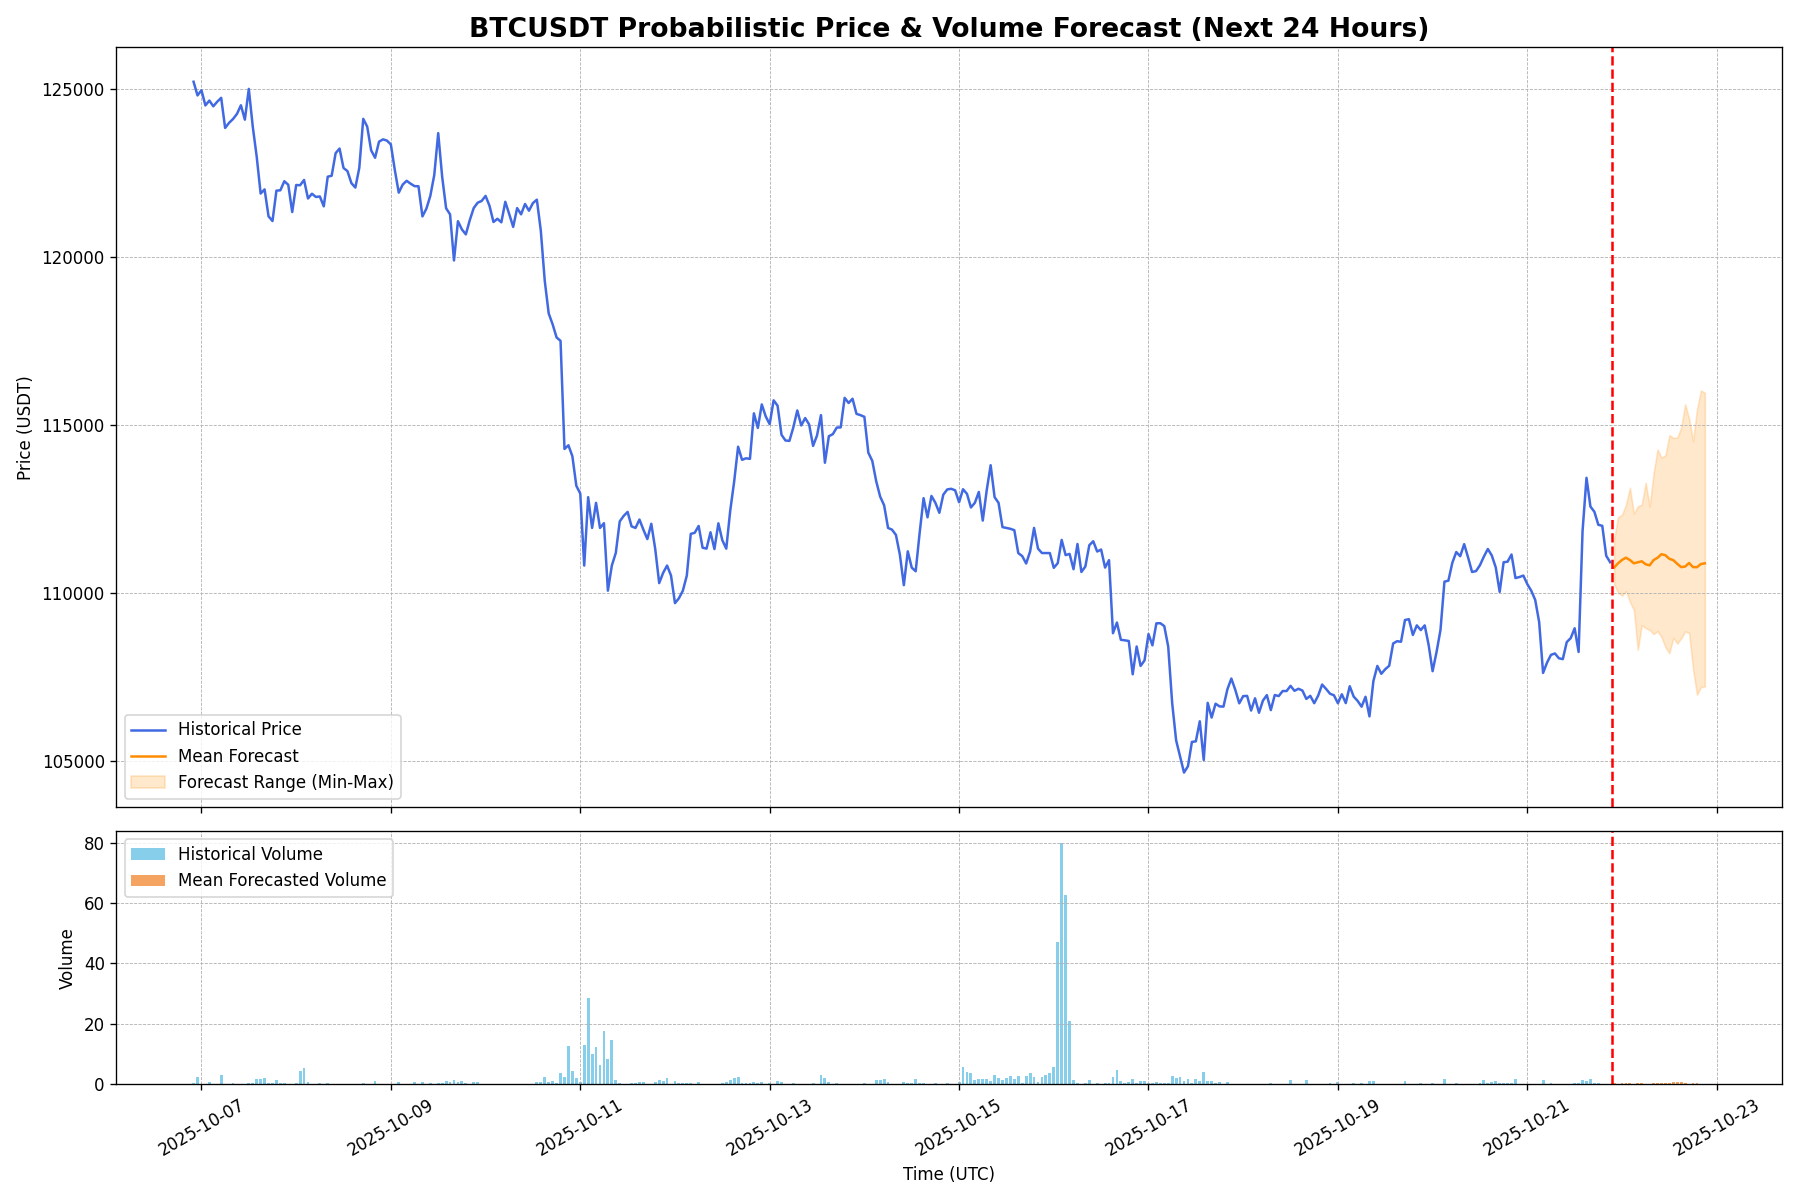 BTCUSDT Probabilistic Price & Volume Forecast (Next 24 Hours)
125000
120000
115000
110000
105000
Price (USDT)
Historical Price
Mean Forecast
Forecast Range (Min-Max)
80
60
40
20
0
Volume
Historical Volume
Mean Forecasted Volume
2025-10-07
2025-10-09
2025-10-11
2025-10-13
2025-10-15
2025-10-17
2025-10-19
2025-10-21
2025-10-23
Time (UTC)